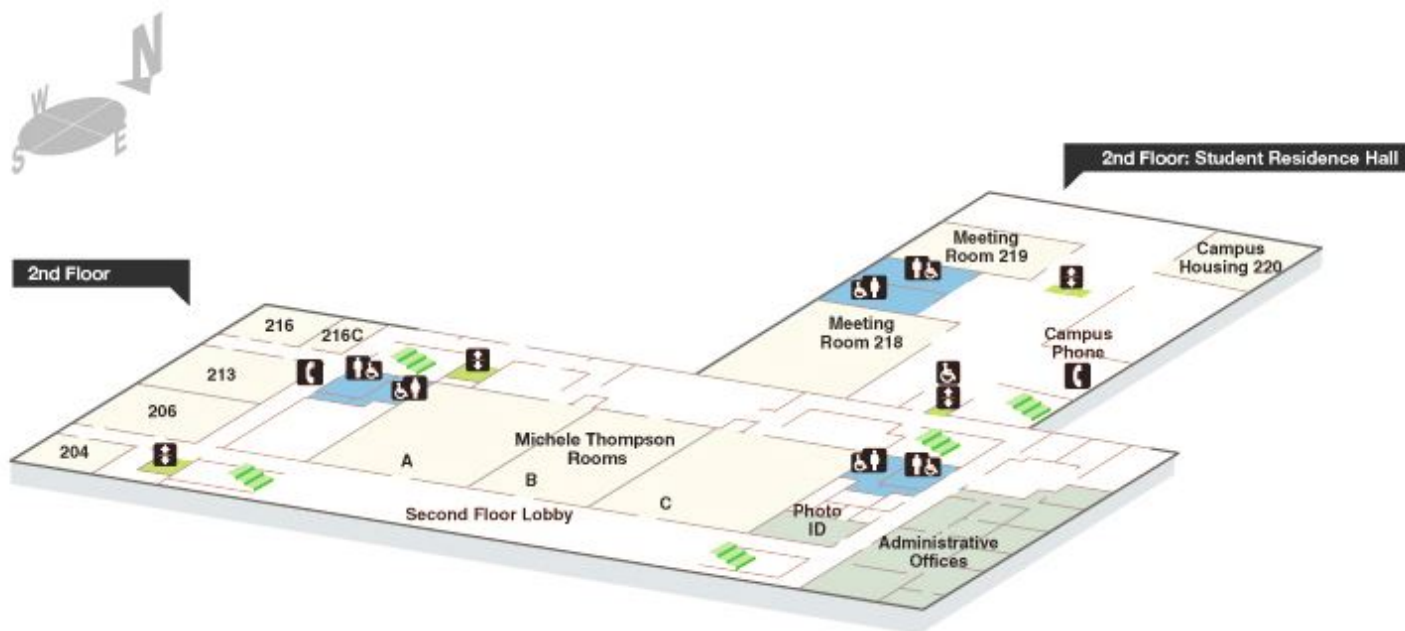 N
W
S
E
2nd Floor: Student Residence Hall
Meeting
Room 219
Campus
Housing 220
2nd Floor
216
216C
Meeting
Room 218
Campus
Phone
213
206
204
Michele Thompson
Rooms
A
B
C
Second Floor Lobby
Photo
ID
Administrative
Offices